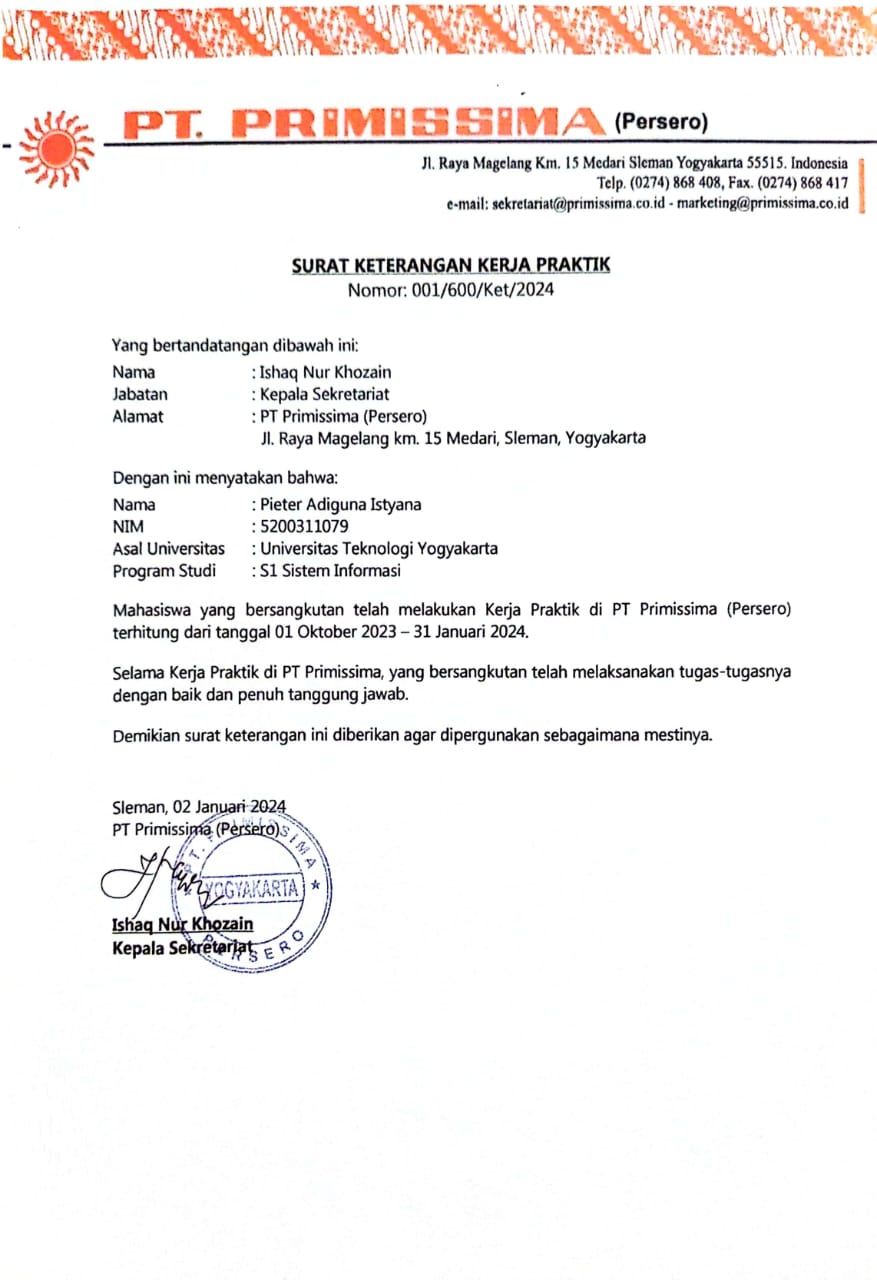 PT. PRIMISSIMA (Persero)
Jl. Raya Magelang Km. 15 Medari Sleman Yogyakarta 55515. Indonesia
Telp. (0274) 868 408, Fax. (0274) 868 417
e-mail: sekretariat@primissima.co.id - marketing@primissima.co.id
SURAT KETERANGAN KERJA PRAKTIK
Nomor: 001/600/Ket/2024
Yang bertandatangan dibawah ini:
Nama : Ishaq Nur Khozain
Jabatan : Kepala Sekretariat
Alamat : PT Primissima (Persero)
Jl. Raya Magelang km. 15 Medari, Sleman, Yogyakarta
Dengan ini menyatakan bahwa:
Nama : Pieter Adiguna Istyana
NIM : 5200311079
Asal Universitas : Universitas Teknologi Yogyakarta
Program Studi : S1 Sistem Informasi
Mahasiswa yang bersangkutan telah melakukan Kerja Praktik di PT Primissima (Persero)
terhitung dari tanggal 01 Oktober 2023 – 31 Januari 2024.
Selama Kerja Praktik di PT Primissima, yang bersangkutan telah melaksanakan tugas-tugasnya
dengan baik dan penuh tanggung jawab.
Demikian surat keterangan ini diberikan agar dipergunakan sebagaimana mestinya.
Sleman, 02 Januari 2024
PT Primissima (Persero)
PT. PRIMISSIMA
YOGYAKARTA
PERSERO
Ishaq Nur Khozain
Kepala Sekretariat